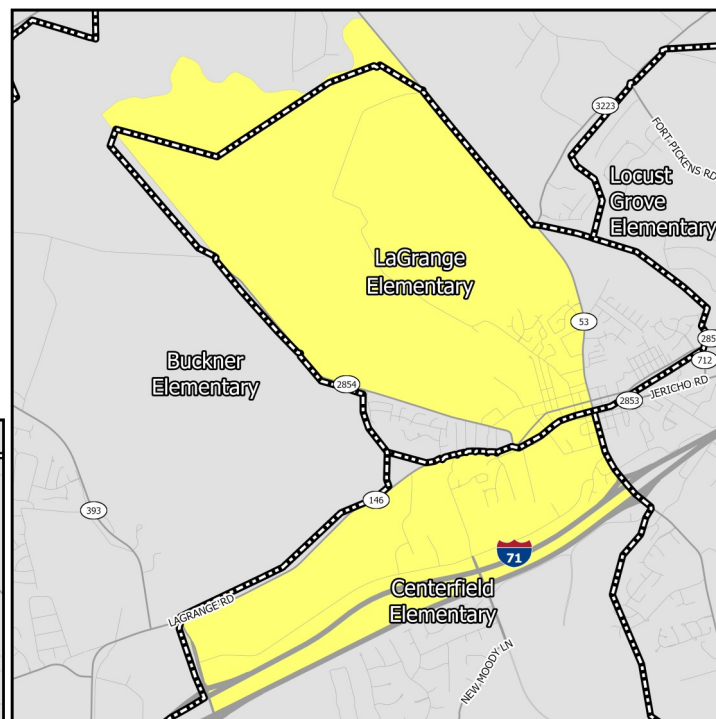 3223
FORT PICKENS RD
Locust
Grove
Elementary
LaGrange
Elementary
53
Buckner
Elementary
2854
712
2853
JERICHO RD
146
393
71
Centerfield
Elementary
LAGRANGE RD
NEW MOODY LN